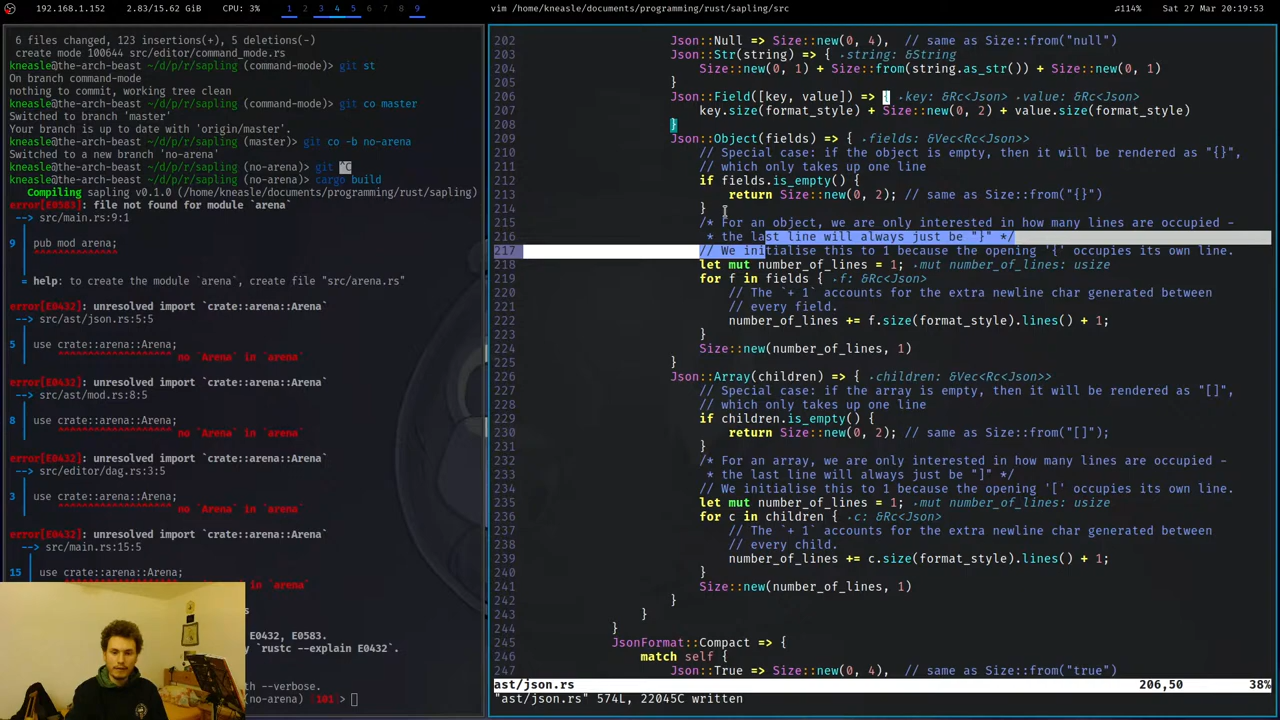 192.168.1.152 2.83/15.62 GiB CPU: 3% 1 2 3 4 5 6 7 8 9 vim /home/kneasle/documents/programming/rust/sapling/src ♫114% Sat 27 Mar 20:19:53
6 files changed, 123 insertions(+), 5 deletions(-)
create mode 100644 src/editor/command_mode.rs
kneasle@the-arch-beast ~/d/p/r/sapling (command-mode)> git st
On branch command-mode
nothing to commit, working tree clean
kneasle@the-arch-beast ~/d/p/r/sapling (command-mode)> git co master
Switched to branch 'master'
Your branch is up to date with 'origin/master'.
kneasle@the-arch-beast ~/d/p/r/sapling (master)> git co -b no-arena
Switched to a new branch 'no-arena'
kneasle@the-arch-beast ~/d/p/r/sapling (no-arena)> git ^C
kneasle@the-arch-beast ~/d/p/r/sapling (no-arena)> cargo build
Compiling sapling v0.1.0 (/home/kneasle/documents/programming/rust/sapling)
error[E0583]: file not found for module `arena`
--> src/main.rs:9:1
|
9 | pub mod arena;
| ^^^^^^^^^^^^^^
|
= help: to create the module `arena`, create file "src/arena.rs"
error[E0432]: unresolved import `crate::arena::Arena`
--> src/ast/json.rs:5:5
|
5 | use crate::arena::Arena;
| ^^^^^^^^^^^^^^^^^^^ no `Arena` in `arena`
error[E0432]: unresolved import `crate::arena::Arena`
--> src/ast/mod.rs:8:5
|
8 | use crate::arena::Arena;
| ^^^^^^^^^^^^^^^^^^^ no `Arena` in `arena`
error[E0432]: unresolved import `crate::arena::Arena`
--> src/editor/dag.rs:3:5
|
3 | use crate::arena::Arena;
| ^^^^^^^^^^^^^^^^^^^ no `Arena` in `arena`
error[E0432]: unresolved import `crate::arena::Arena`
--> src/main.rs:15:5
|
15 | use crate::arena::Arena;
in `arena`
E0432, E0583.
`rustc --explain E0432`.
--verbose.
(no-arena) [101]>
202 Json::Null => Size::new(0, 4), // same as Size::from("null")
203 Json::Str(string) => { ‣string: &String
204 Size::new(0, 1) + Size::from(string.as_str()) + Size::new(0, 1)
205 }
206 Json::Field([key, value]) => { ‣key: &Rc<Json> ‣value: &Rc<Json>
207 key.size(format_style) + Size::new(0, 2) + value.size(format_style)
208 }
209 Json::Object(fields) => { ‣fields: &Vec<Rc<Json>>
210 // Special case: if the object is empty, then it will be rendered as "{}",
211 // which only takes up one line
212 if fields.is_empty() {
213 return Size::new(0, 2); // same as Size::from("{}")
214 }
215 /* For an object, we are only interested in how many lines are occupied -
216 * the last line will always just be "}" */
217 // We initialise this to 1 because the opening '{' occupies its own line.
218 let mut number_of_lines = 1; ‣mut number_of_lines: usize
219 for f in fields { ‣f: &Rc<Json>
220 // The `+ 1` accounts for the extra newline char generated between
221 // every field.
222 number_of_lines += f.size(format_style).lines() + 1;
223 }
224 Size::new(number_of_lines, 1)
225 }
226 Json::Array(children) => { ‣children: &Vec<Rc<Json>>
227 // Special case: if the array is empty, then it will be rendered as "[]",
228 // which only takes up one line
229 if children.is_empty() {
230 return Size::new(0, 2); // same as Size::from("[]");
231 }
232 /* For an array, we are only interested in how many lines are occupied -
233 * the last line will always just be "]" */
234 // We initialise this to 1 because the opening '[' occupies its own line.
235 let mut number_of_lines = 1; ‣mut number_of_lines: usize
236 for c in children { ‣c: &Rc<Json>
237 // The `+ 1` accounts for the extra newline char generated between
238 // every child.
239 number_of_lines += c.size(format_style).lines() + 1;
240 }
241 Size::new(number_of_lines, 1)
242 }
243 }
244 }
245 JsonFormat::Compact => {
246 match self {
247 Json::True => Size::new(0, 4), // same as Size::from("true")
ast/json.rs 206,50 38%
"ast/json.rs" 574L, 22045C written